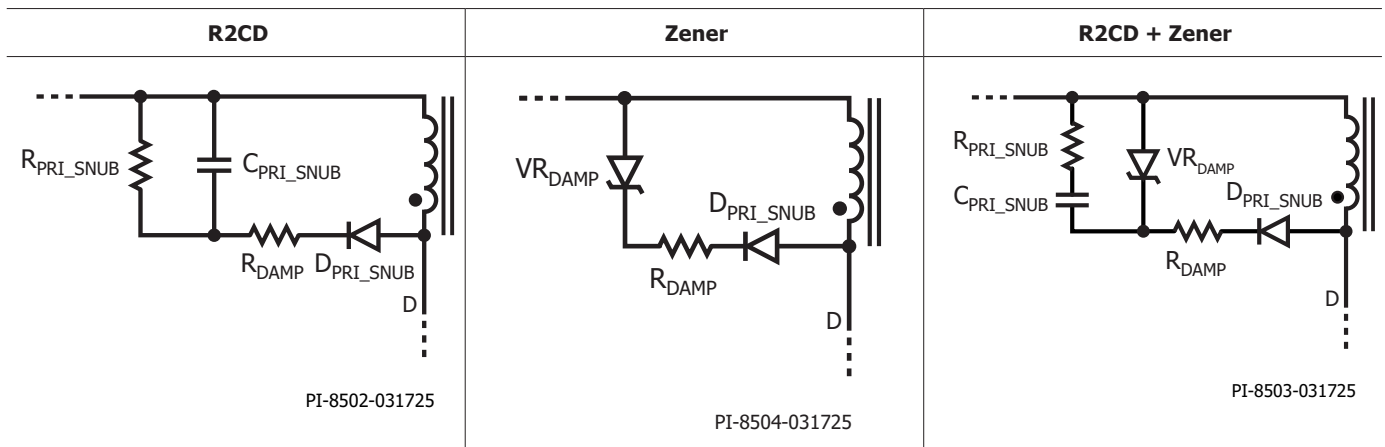 R2CD
Zener
R2CD + Zener
RPRI_SNUB
CPRI_SNUB
RDAMP
DPRI_SNUB
D
PI-8502-031725
VRDAMP
DPRI_SNUB
RDAMP
D
PI-8504-031725
RPRI_SNUB
VRDAMP
CPRI_SNUB
DPRI_SNUB
RDAMP
D
PI-8503-031725